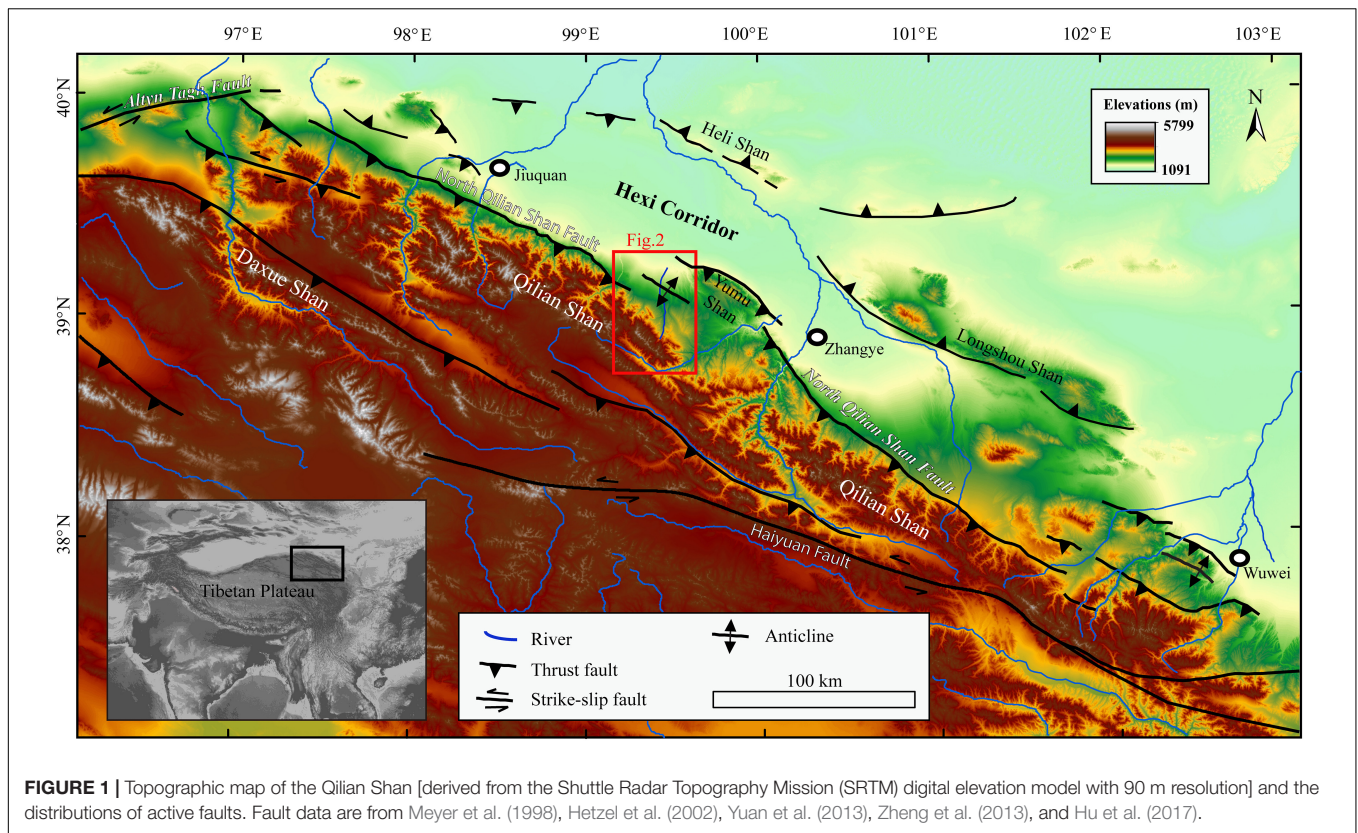 97°E 98°E 99°E 100°E 101°E 102°E 103°E
40°N
39°N
38°N
Altyn Tagh Fault
Elevations (m)
5799
1091
N
Heli Shan
Jiuquan
North Qilian Shan Fault
Hexi Corridor
Fig.2
Daxue Shan
Qilian Shan
Yumu
Shan
Zhangye
Longshou Shan
North Qilian Shan Fault
Qilian Shan
Haiyuan Fault
Wuwei
Tibetan Plateau
River
Thrust fault
Strike-slip fault
Anticline
100 km
FIGURE 1 | Topographic map of the Qilian Shan [derived from the Shuttle Radar Topography Mission (SRTM) digital elevation model with 90 m resolution] and the
distributions of active faults. Fault data are from Meyer et al. (1998), Hetzel et al. (2002), Yuan et al. (2013), Zheng et al. (2013), and Hu et al. (2017).